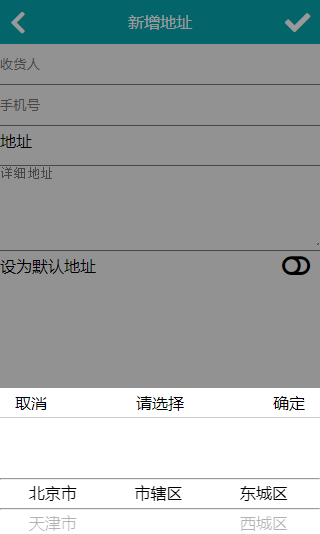 新增地址
收货人
手机号
地址
详细地址
设为默认地址
取消 请选择 确定
北京市 市辖区 东城区
天津市 西城区